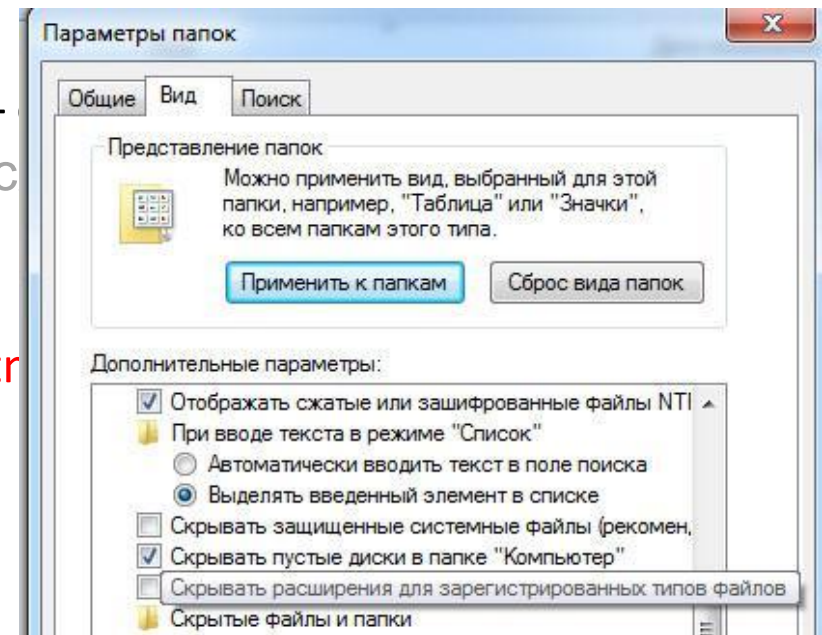 Параметры папок
Общие Вид Поиск
Представление папок
Можно применить вид, выбранный для этой
папки, например, "Таблица" или "Значки",
ко всем папкам этого типа.
Применить к папкам Сброс вида папок
Дополнительные параметры:
Отображать сжатые или зашифрованные файлы
При вводе текста в режиме "Список"
Автоматически вводить текст в поле поиска
Выделять введенный элемент в списке
Скрывать защищенные системные файлы
Скрывать пустые диски в папке "Компьютер"
Скрывать расширения для зарегистрированных типов файлов
Скрытые файлы и папки